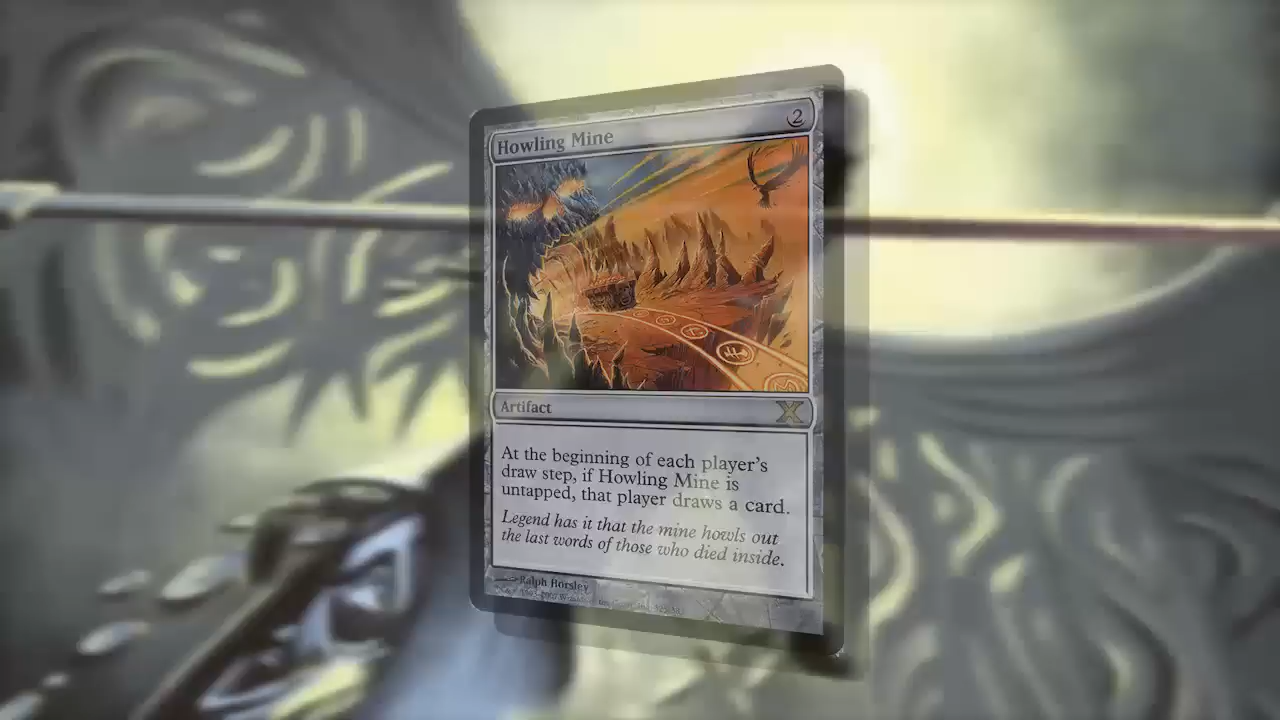 Howling Mine
2
Artifact
At the beginning of each player's
draw step, if Howling Mine is
untapped, that player draws a card.
Legend has it that the mine howls out
the last words of those who died inside.
Ralph Horsley